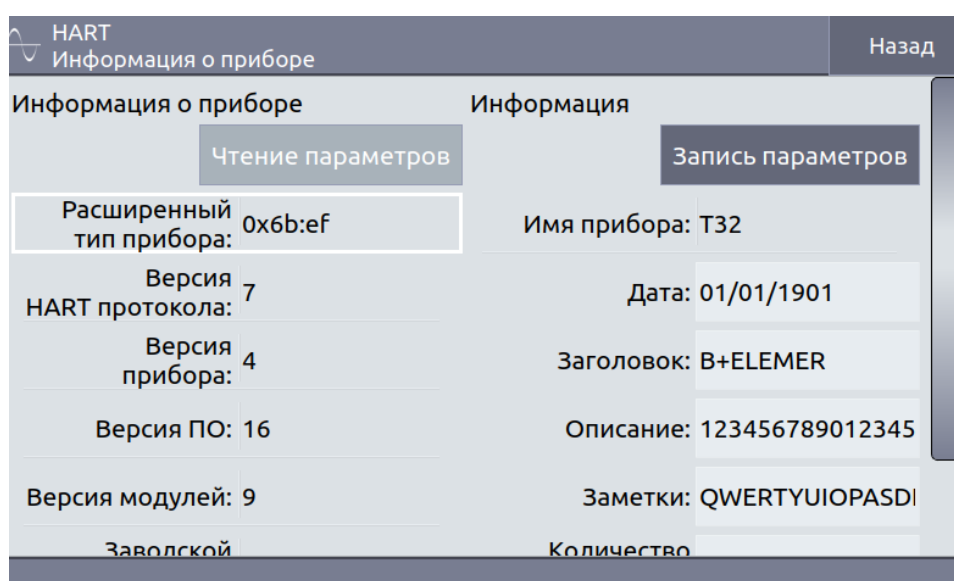 HART
Информация о приборе
Назад
Информация о приборе
Чтение параметров
Расширенный
тип прибора: 0x6b:ef
Версия
HART протокола: 7
Версия
прибора: 4
Версия ПО: 16
Версия модулей: 9
Заводской
Информация
Запись параметров
Имя прибора: T32
Дата: 01/01/1901
Заголовок: B+ELEMER
Описание: 123456789012345
Заметки: QWERTYUIOPASD
Количество